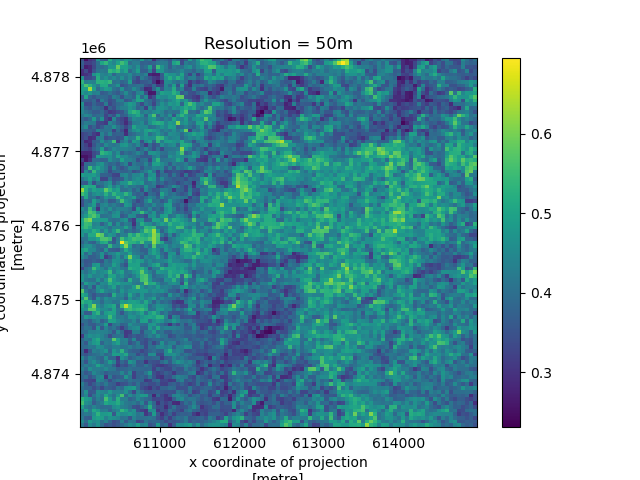 Resolution = 50m
1e6
4.878
4.877
4.876
4.875
4.874
y coordinate of projection
[metre]
611000 612000 613000 614000
x coordinate of projection
[metre]
0.6
0.5
0.4
0.3